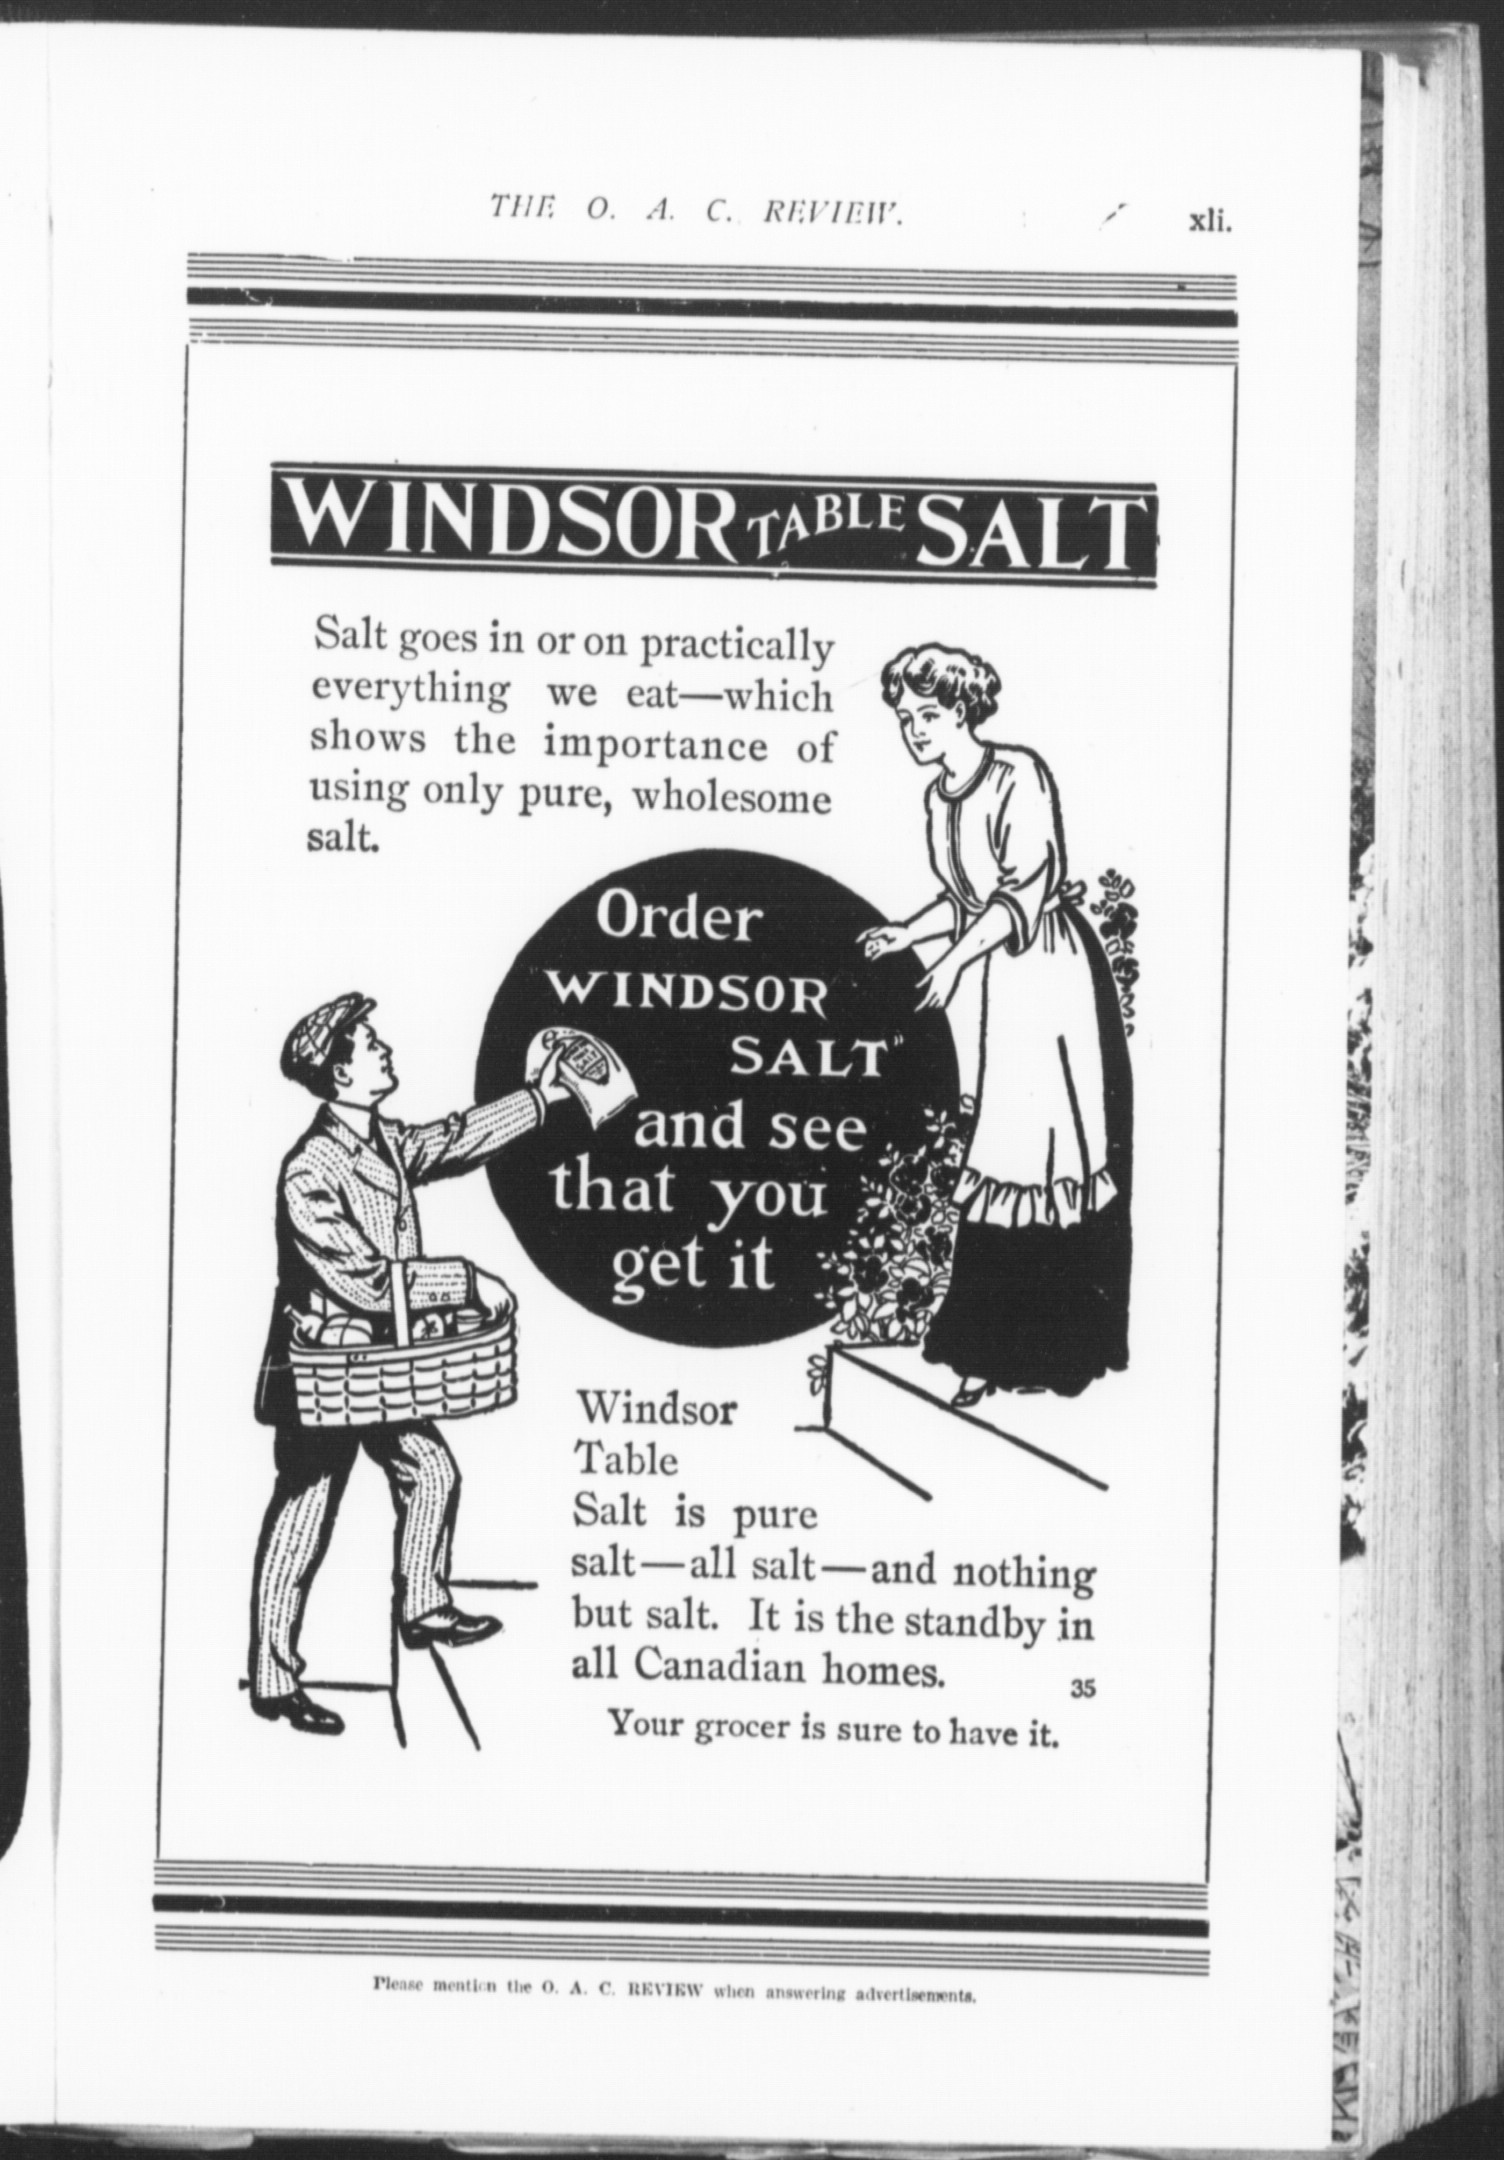 THE O. A. C. REVIEW. xli.
WINDSOR TABLE SALT
Salt goes in or on practically
everything we eat—which
shows the importance of
using only pure, wholesome
salt.
Order
"WINDSOR
SALT"
and see
that you
get it
Windsor
Table
Salt is pure
salt—all salt—and nothing
but salt. It is the standby in
all Canadian homes. 35
Your grocer is sure to have it.
Please mention the O. A. C. REVIEW when answering advertisements.